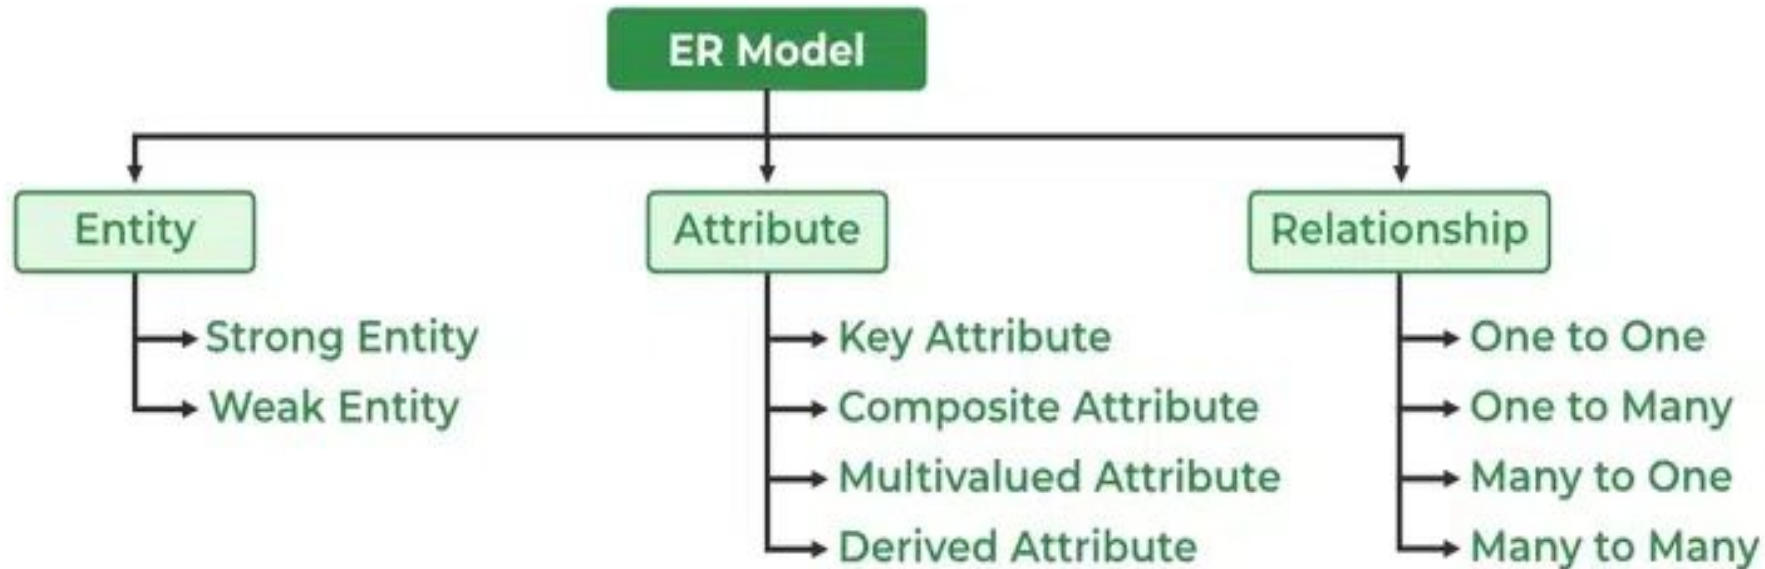 ER Model
Entity
Strong Entity
Weak Entity
Attribute
Key Attribute
Composite Attribute
Multivalued Attribute
Derived Attribute
Relationship
One to One
One to Many
Many to One
Many to Many